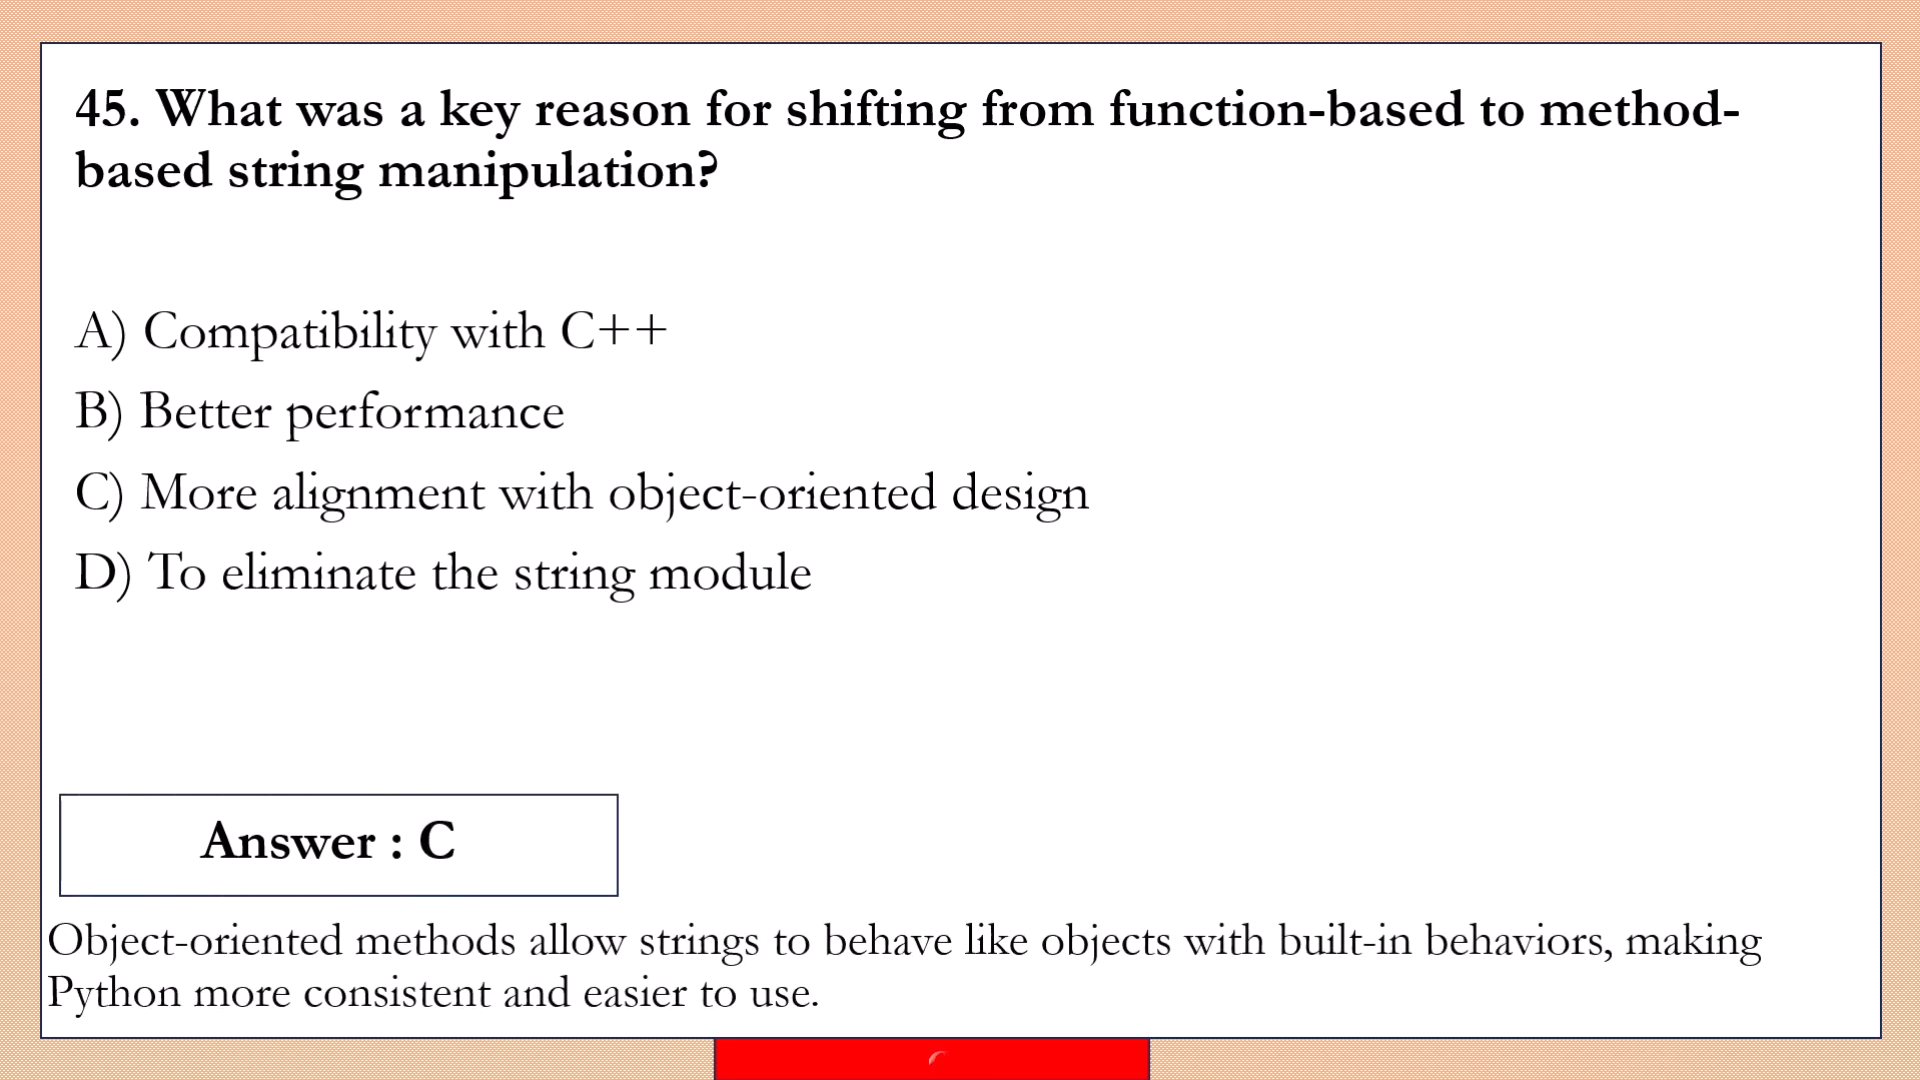 45. What was a key reason for shifting from function-based to method-
based string manipulation?
A) Compatibility with C++
B) Better performance
C) More alignment with object-oriented design
D) To eliminate the string module
Answer : C
Object-oriented methods allow strings to behave like objects with built-in behaviors, making
Python more consistent and easier to use.